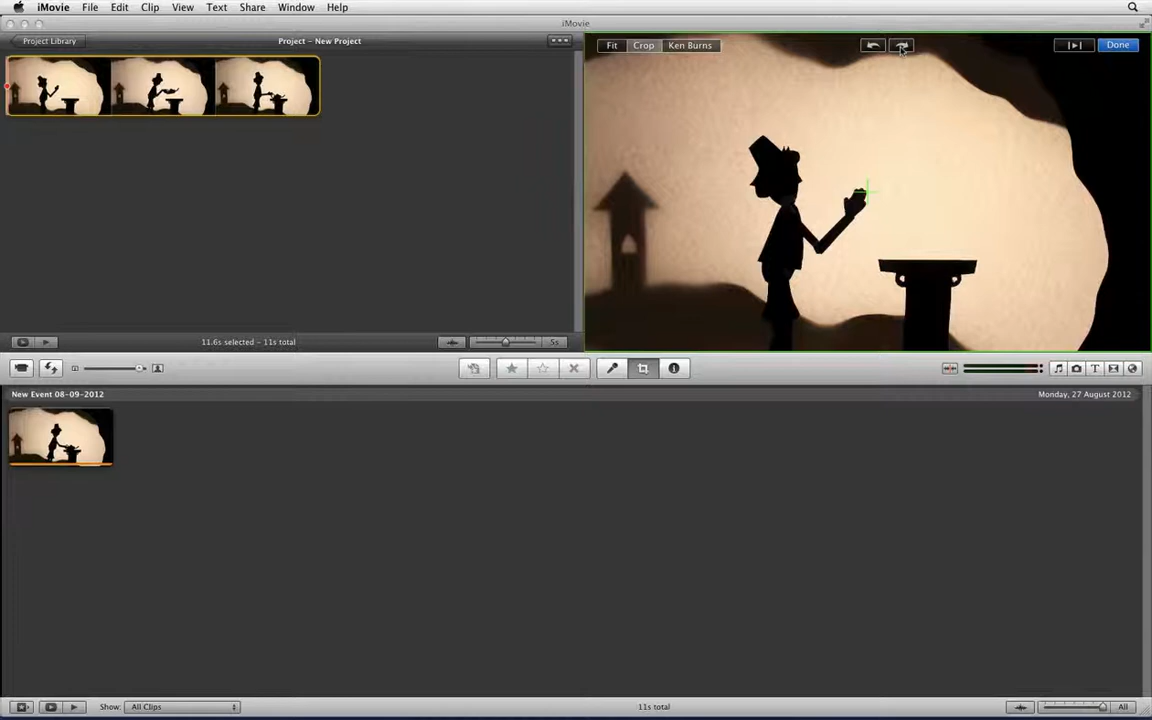 iMovie File Edit Clip View Text Share Window Help
iMovie
Project Library
Project – New Project
Fit Crop Ken Burns
Done
11.6s selected – 11s total
5s
New Event 08-09-2012
Monday, 27 August 2012
Show: All Clips
11s total
All